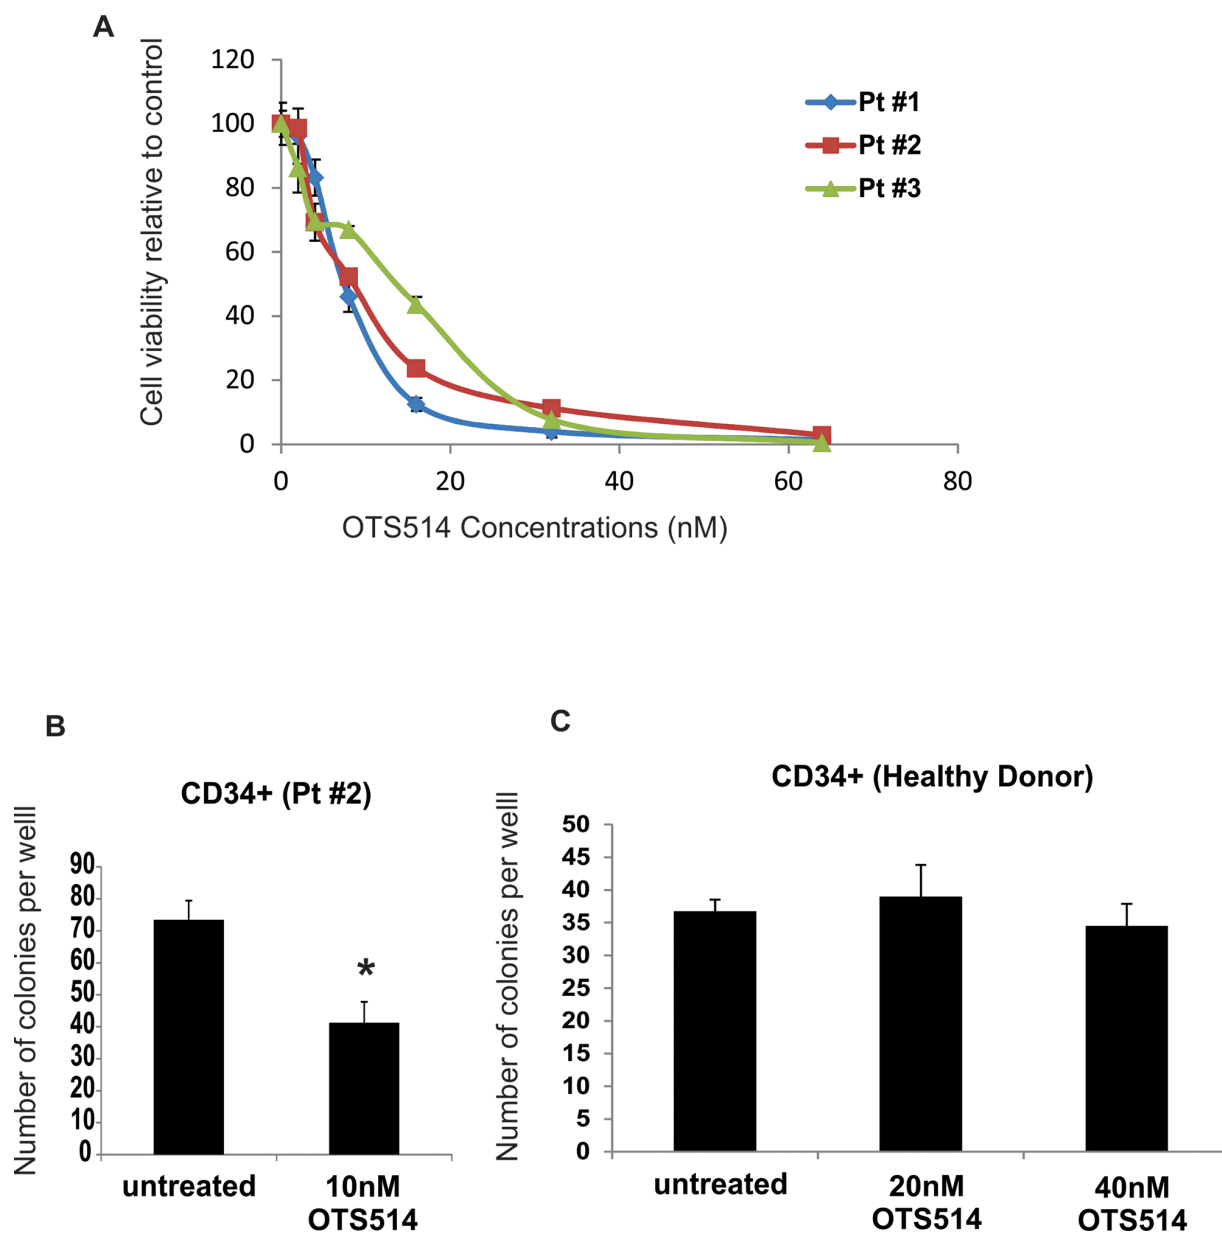 A
Cell viability relative to control
120
100
80
60
40
20
0
0 20 40 60 80
OTS514 Concentrations (nM)
Pt #1
Pt #2
Pt #3
B
CD34+ (Pt #2)
Number of colonies per welll
90
80
70
60
50
40
30
20
10
0
*
untreated 10nM
OTS514
C
CD34+ (Healthy Donor)
Number of colonies per welll
50
45
40
35
30
25
20
15
10
5
0
untreated 20nM 40nM
OTS514 OTS514